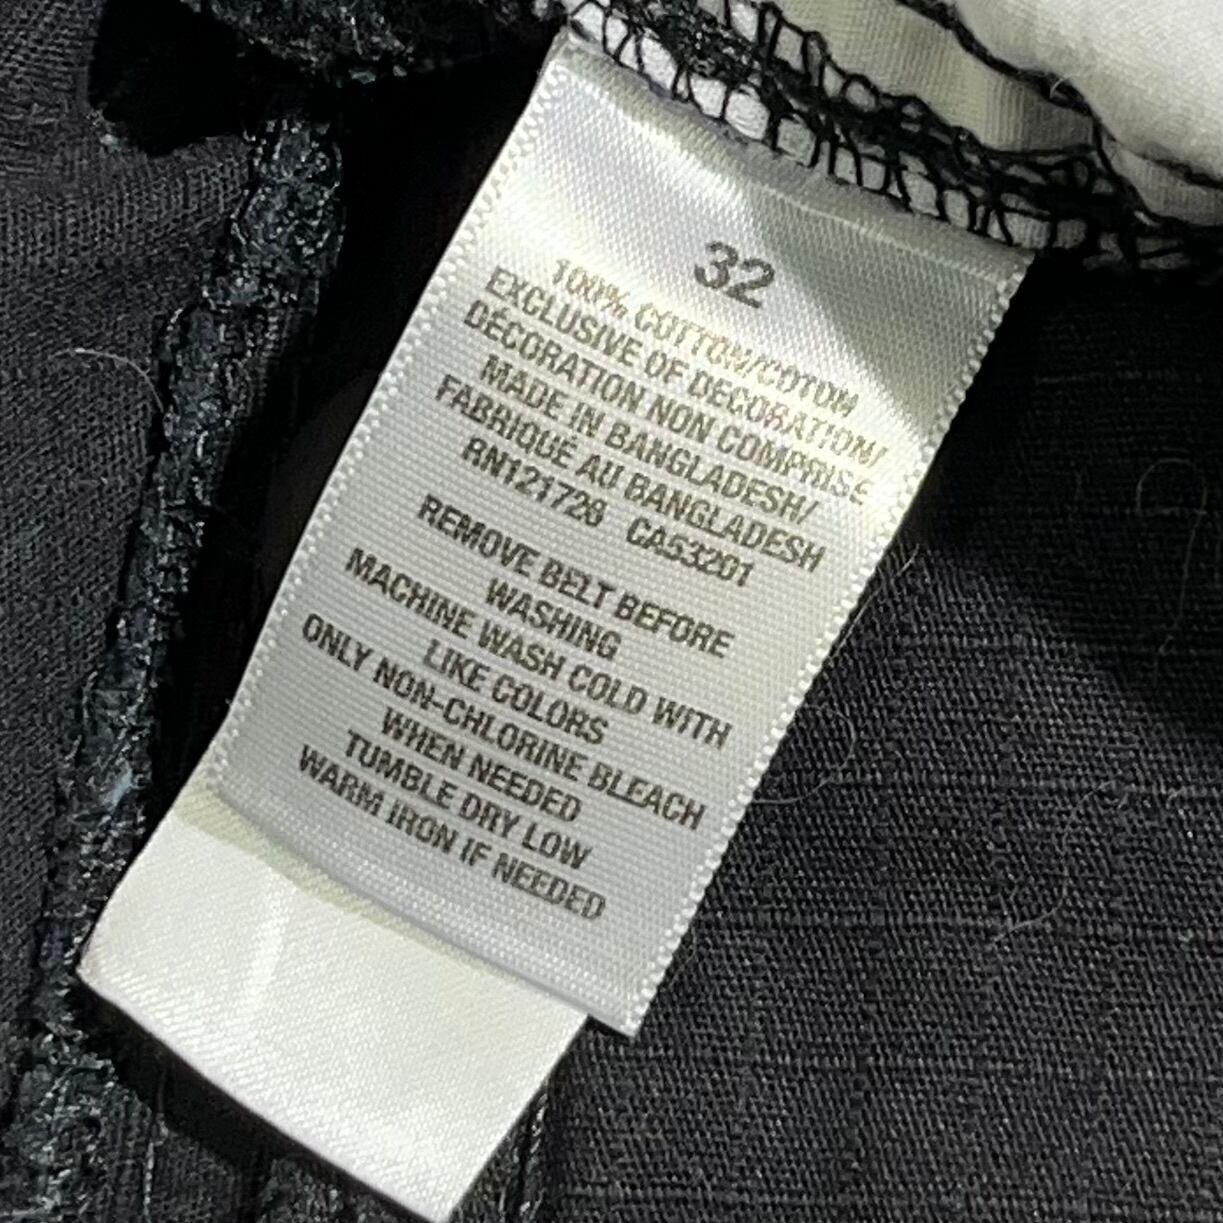 32
100% COTTON/COTON
EXCLUSIVE OF DECORATION/
DÉCORATION NON COMPRISE
MADE IN BANGLADESH/
FABRIQUÉ AU BANGLADESH
RN121726 CA53201
REMOVE BELT BEFORE
WASHING
MACHINE WASH COLD WITH
LIKE COLORS
ONLY NON-CHLORINE BLEACH
WHEN NEEDED
TUMBLE DRY LOW
WARM IRON IF NEEDED